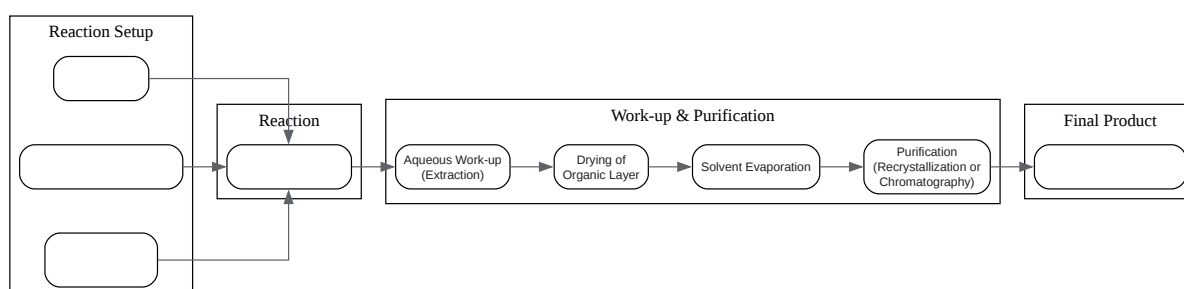 Reaction Setup
Reaction
Work-up & Purification
Aqueous Work-up
(Extraction)
Drying of
Organic Layer
Solvent Evaporation
Purification
(Recrystallization or
Chromatography)
Final Product